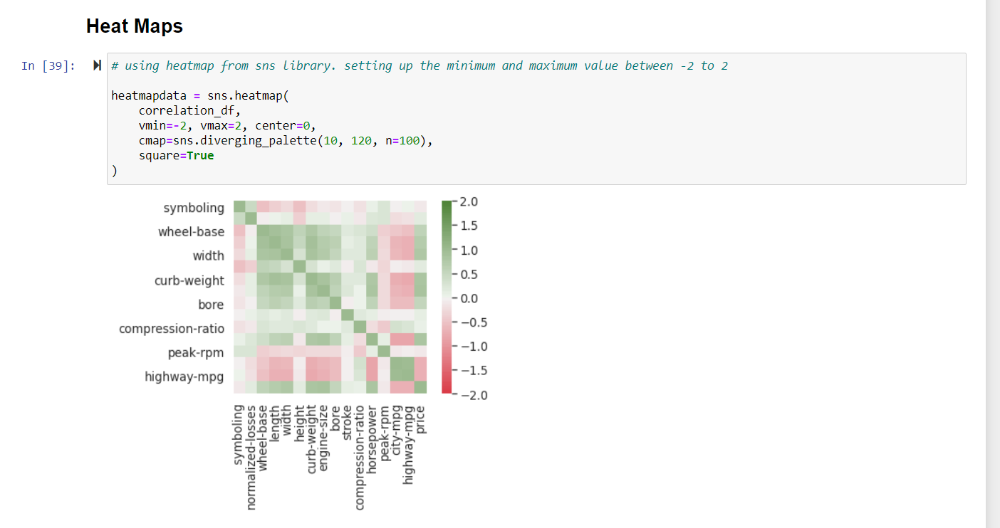 Heat Maps
In [39]:
# using heatmap from sns library. setting up the minimum and maximum value between -2 to 2
heatmapdata = sns.heatmap(
    correlation_df,
    vmin=-2, vmax=2, center=0,
    cmap=sns.diverging_palette(10, 120, n=100),
    square=True
)
symboling
wheel-base
width
curb-weight
bore
compression-ratio
peak-rpm
highway-mpg
2.0
1.5
1.0
0.5
0.0
−0.5
−1.0
−1.5
−2.0
symboling
normalized-losses
wheel-base
length
width
height
curb-weight
engine-size
bore
stroke
compression-ratio
horsepower
peak-rpm
city-mpg
highway-mpg
price